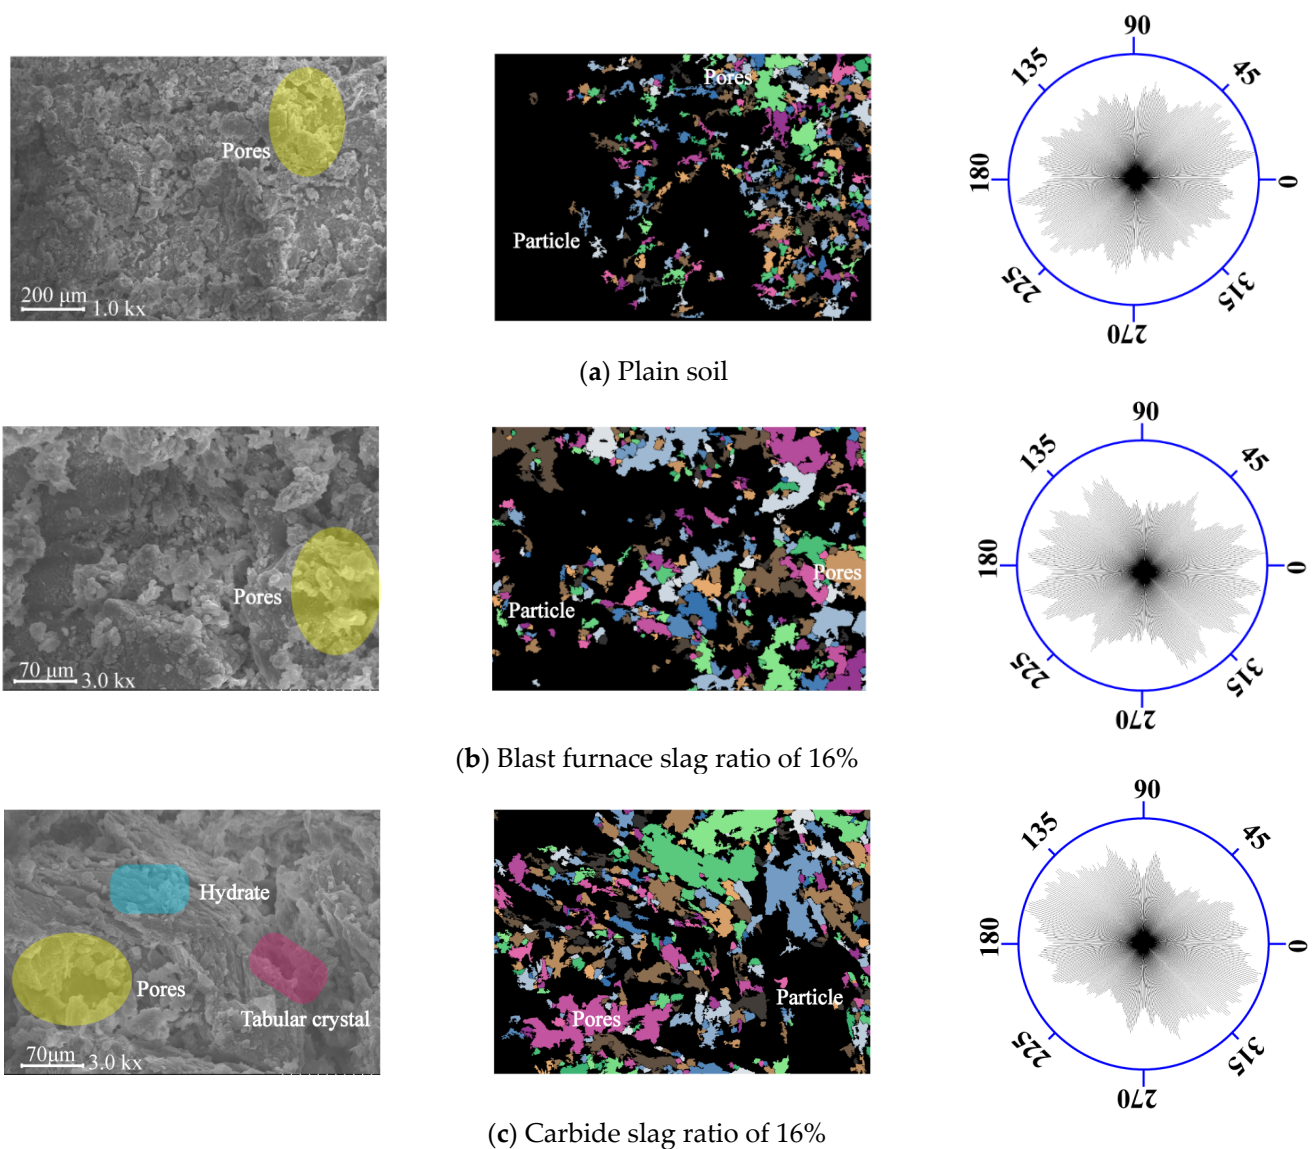 Pores
200 μm 1.0 kx
Pores
Particle
90
45
0
315
270
225
180
135
(a) Plain soil
Pores
70 μm 3.0 kx
Pores
Particle
90
45
0
315
270
225
180
135
(b) Blast furnace slag ratio of 16%
Hydrate
Pores
Tabular crystal
70μm 3.0 kx
Particle
Pores
90
45
0
315
270
225
180
135
(c) Carbide slag ratio of 16%